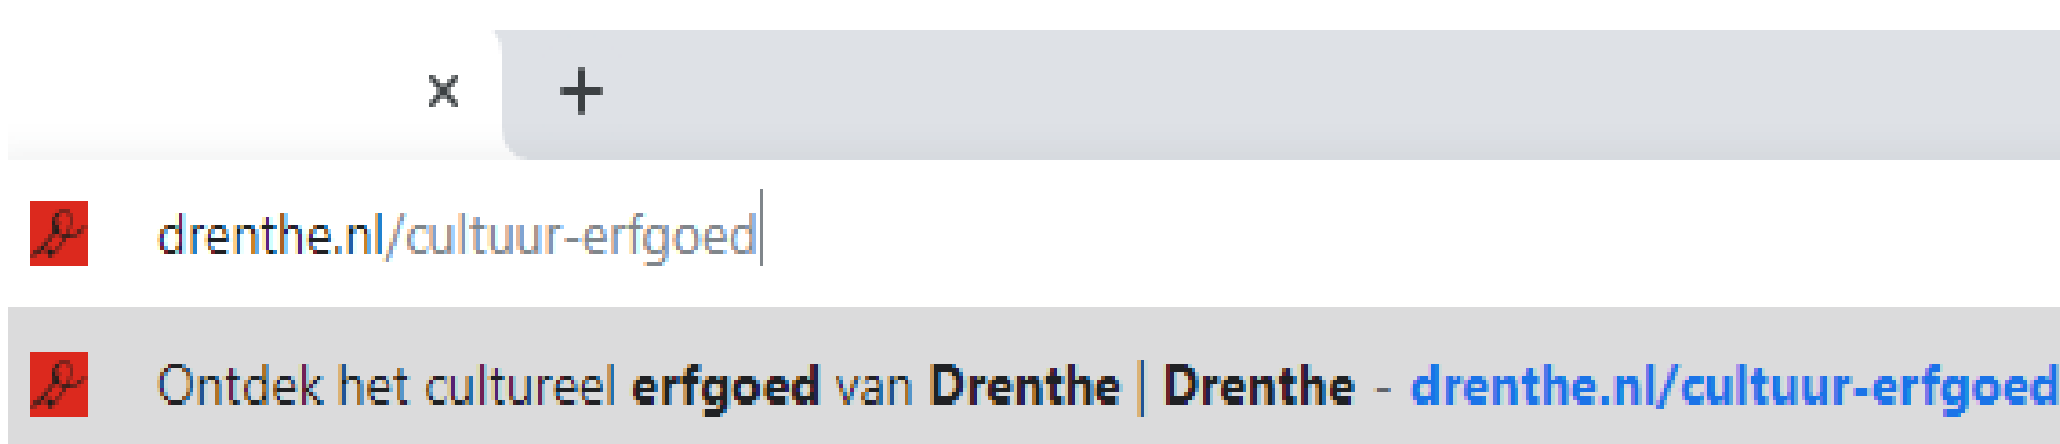 drenthe.nl/cultuur-erfgoed
Ontdek het cultureel erfgoed van Drenthe | Drenthe - drenthe.nl/cultuur-erfgoed